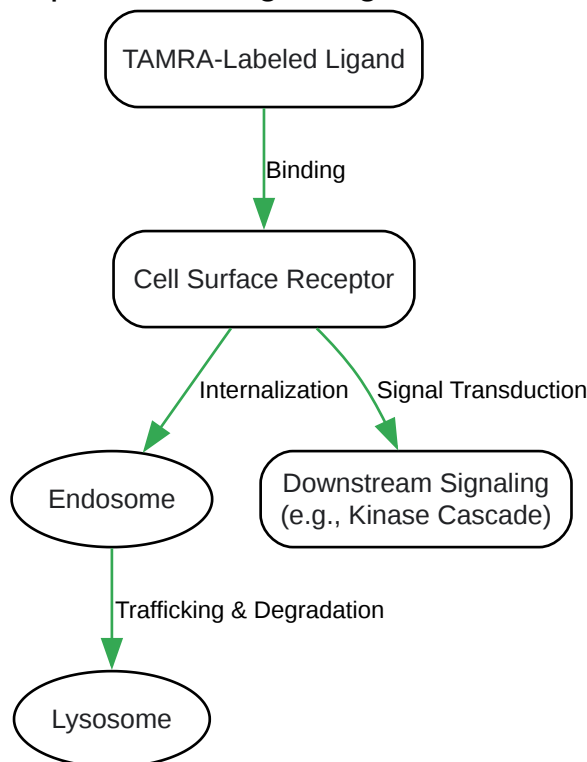 TAMRA-Labeled Ligand
Binding
Cell Surface Receptor
Internalization
Signal Transduction
Endosome
Downstream Signaling
(e.g., Kinase Cascade)
Trafficking & Degradation
Lysosome